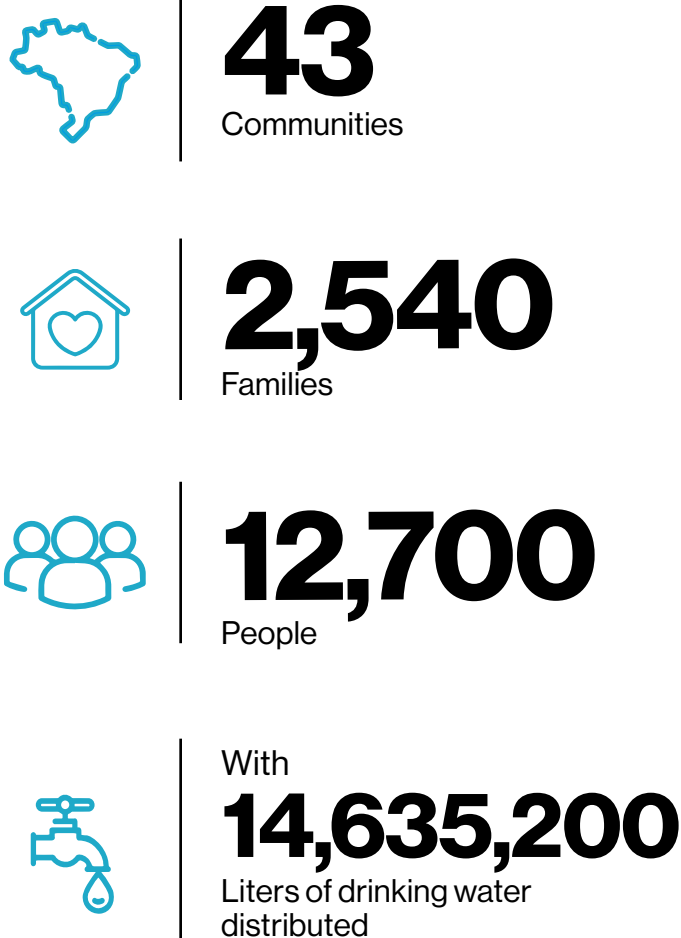 43
Communities
2,540
Families
12,700
People
With
14,635,200
Liters of drinking water
distributed